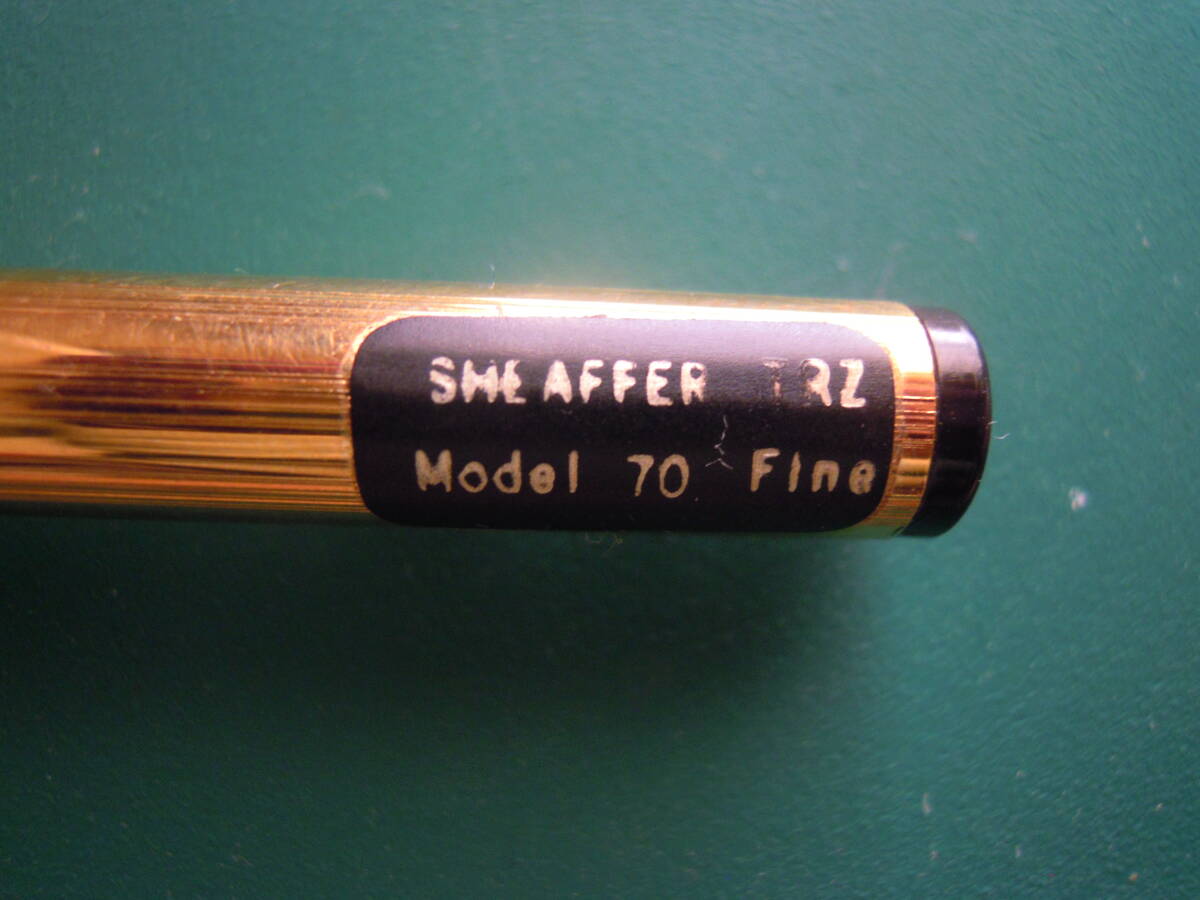 SHEAFFER TRZ
Model 70 Fine